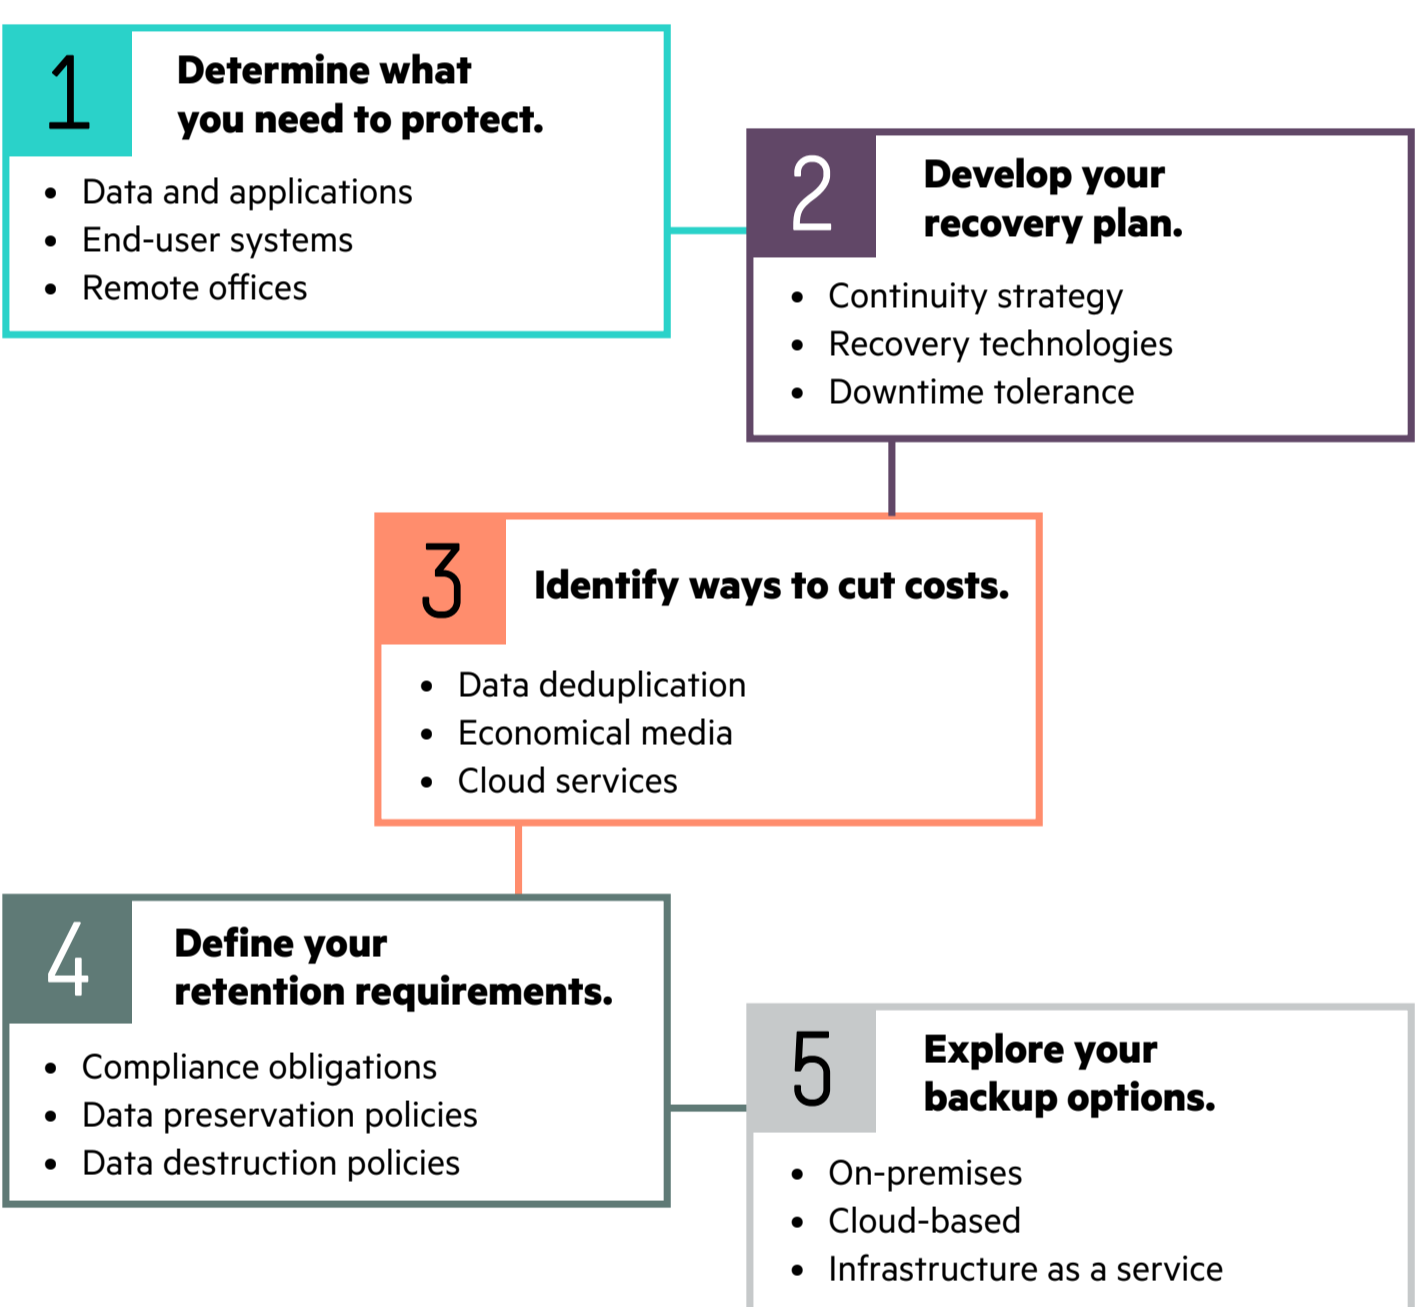 1
Determine what
you need to protect.
• Data and applications
• End-user systems
• Remote offices
2
Develop your
recovery plan.
• Continuity strategy
• Recovery technologies
• Downtime tolerance
3
Identify ways to cut costs.
• Data deduplication
• Economical media
• Cloud services
4
Define your
retention requirements.
• Compliance obligations
• Data preservation policies
• Data destruction policies
5
Explore your
backup options.
• On-premises
• Cloud-based
• Infrastructure as a service